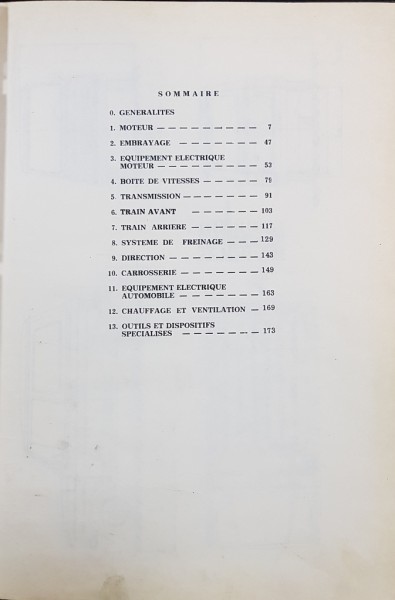 SOMMAIRE
0. GENERALITES
1. MOTEUR — — — — — — — — — 7
2. EMBRAYAGE — — — — — — — 47
3. EQUIPEMENT ELECTRIQUE
MOTEUR — — — — — — — — 53
4. BOITE DE VITESSES — — — — — 75
5. TRANSMISSION — — — — — — 91
6. TRAIN AVANT — — — — — — 103
7. TRAIN ARRIERE — — — — — — 117
8. SYSTEME DE FREINAGE — — — 129
9. DIRECTION — — — — — — — 143
10. CARROSSERIE — — — — — — 149
11. EQUIPEMENT ELECTRIQUE
AUTOMOBILE — — — — — — 163
12. CHAUFFAGE ET VENTILATION — 169
13. OUTILS ET DISPOSITIFS
SPECIALISES — — — — — — 173